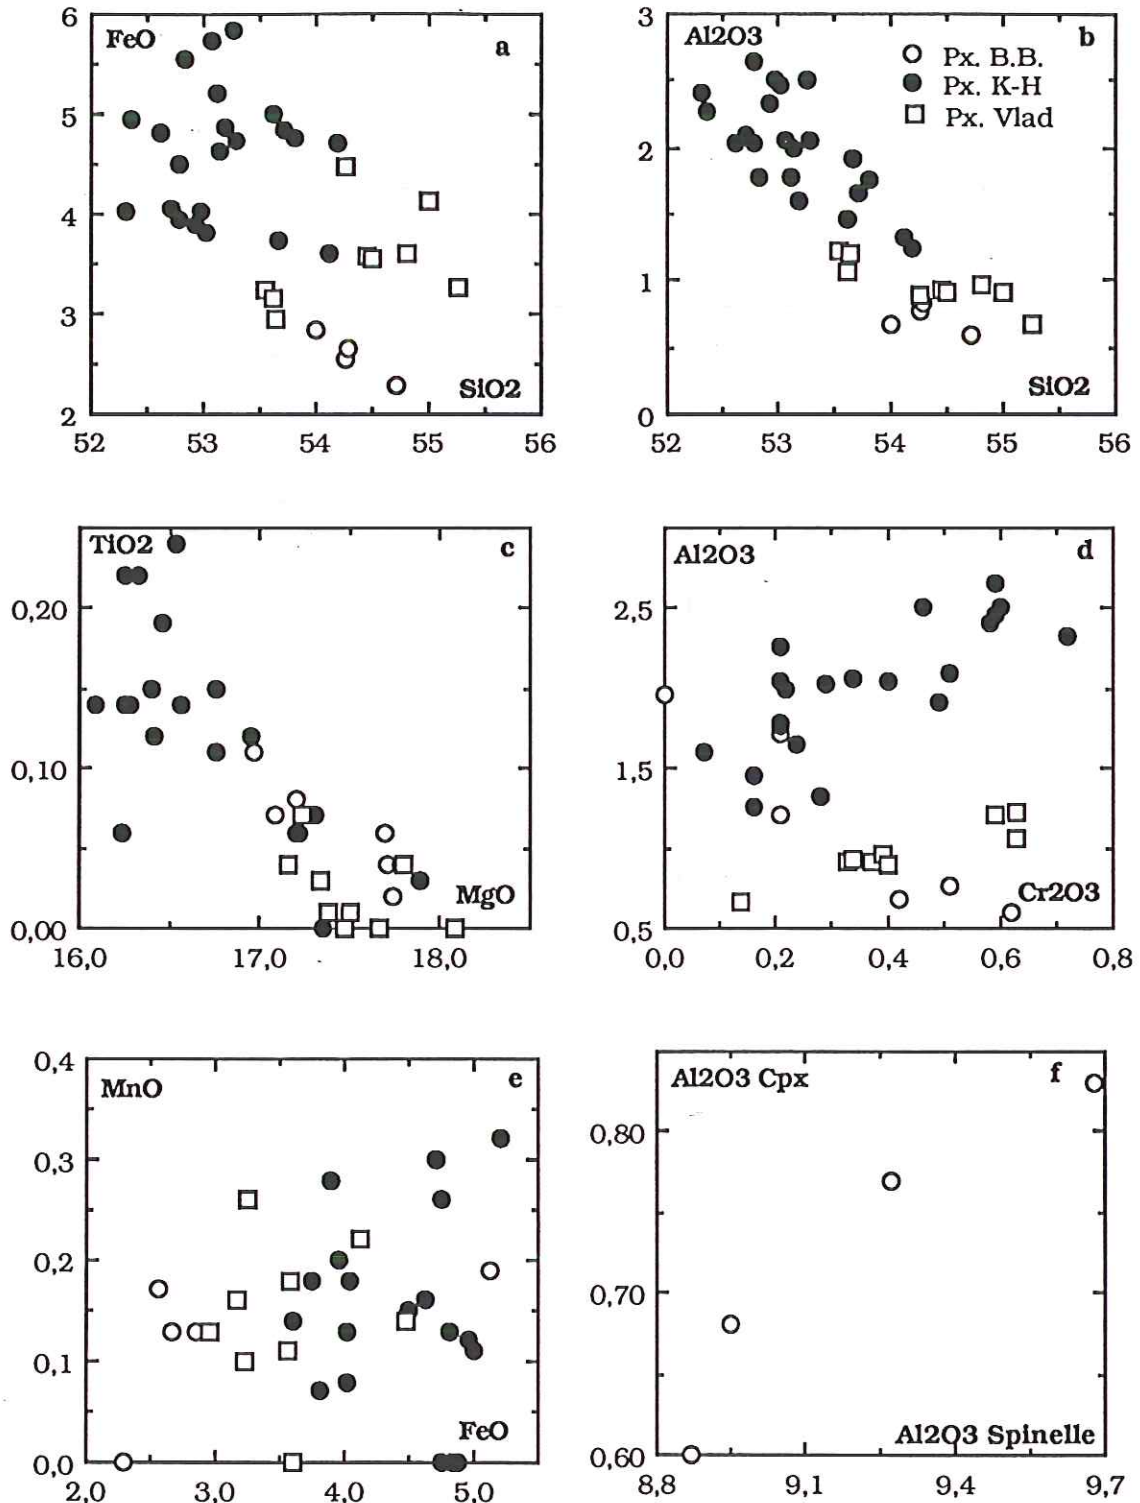 6
FeO
a
5
4
3
SiO2
2
52 53 54 55 56
3
Al2O3
b
Px. B.B.
Px. K-H
Px. Vlad
2
1
SiO2
0
52 53 54 55 56
TiO2
c
0,20
0,10
MgO
0,00
16,0 17,0 18,0
Al2O3
d
2,5
1,5
Cr2O3
0,5
0,0 0,2 0,4 0,6 0,8
0,4
MnO
e
0,3
0,2
0,1
FeO
0,0
2,0 3,0 4,0 5,0
Al2O3 Cpx
f
0,80
0,70
Al2O3 Spinelle
0,60
8,8 9,1 9,4 9,7